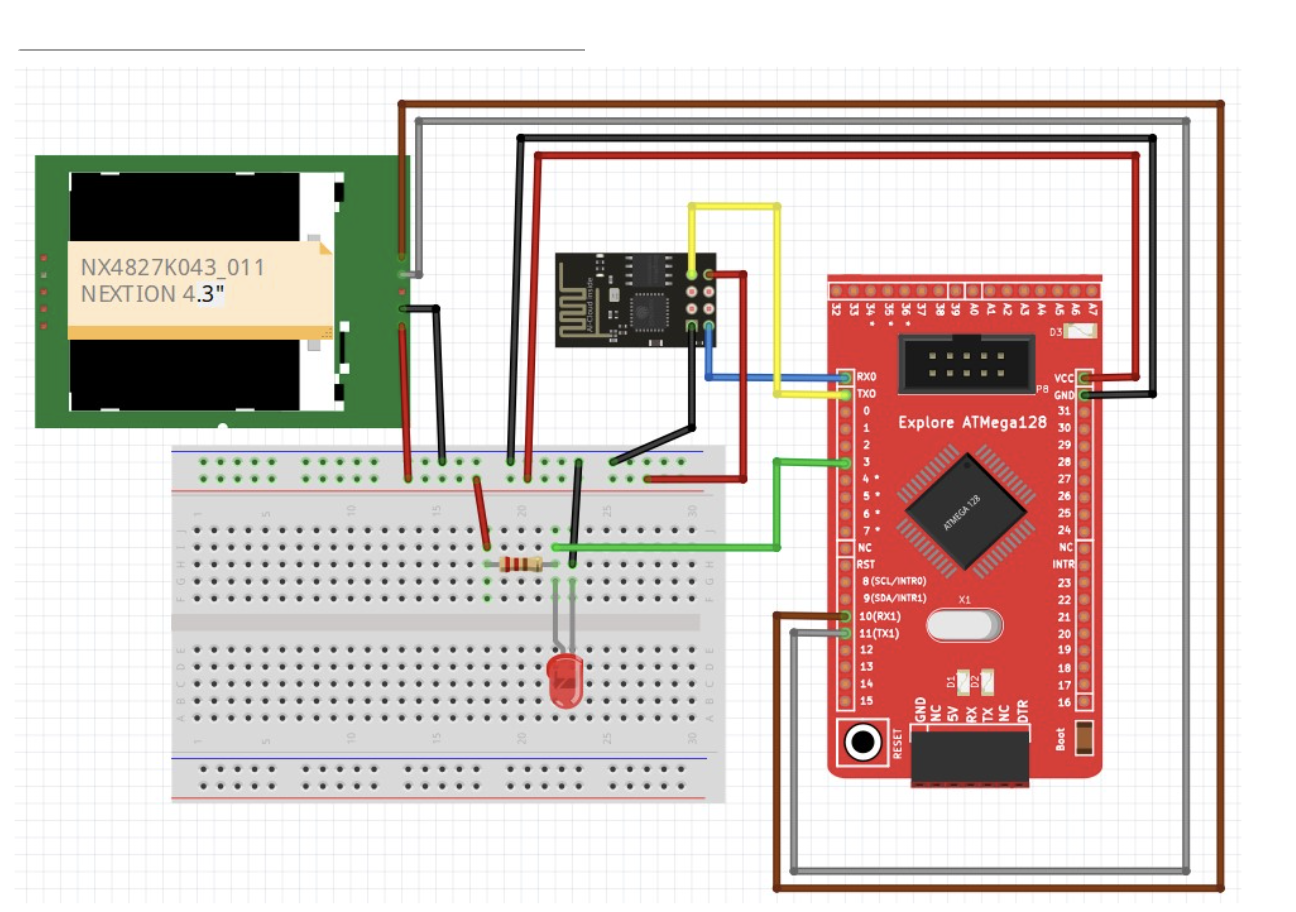 NX4827K043_011
NEXTION 4.3"
Ai-Cloud inside
32 33 34 35 36 37 38 39 A0 A1 A2 A3 A4 A5 A6 A7
* * *
D3
P8
RX0
TX0
0
1
2
3
4 *
5 *
6 *
7 *
NC
RST
8(SCL/INTR0)
9(SDA/INTR1)
10(RX1)
11(TX1)
12
13
14
15
Explore ATMega128
ATMEGA 128
X1
D1 D2
VCC
GND
31
30
29
28
27
26
25
24
NC
INTR
23
22
21
20
19
18
17
16
GND NC 5V RX TX NC DTR
RESET
Boot
1 5 10 15 20 25 30
J J
I I
H H
G G
F F
E E
D D
C C
B B
A A
1 5 10 15 20 25 30